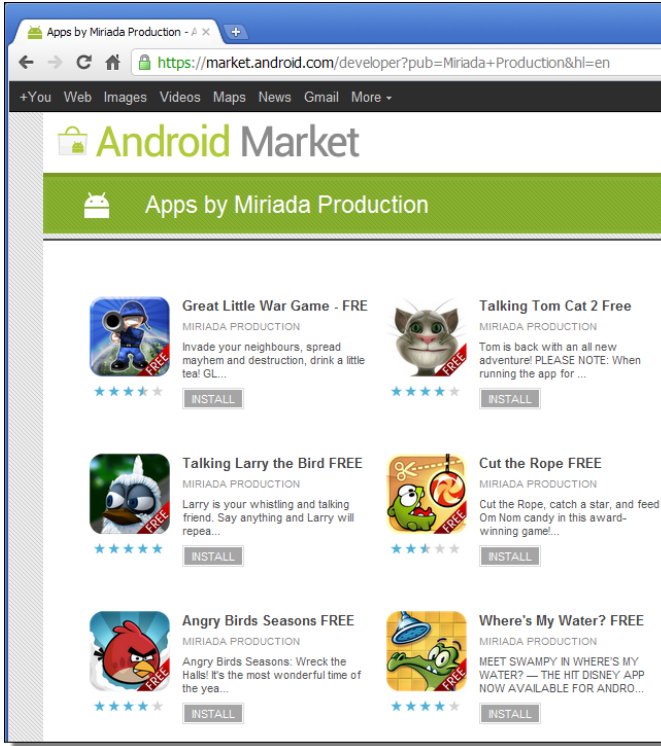 Apps by Miriada Production - A
https://market.android.com/developer?pub=Miriada+Production&hl=en
+You Web Images Videos Maps News Gmail More
Android Market
Apps by Miriada Production
Great Little War Game - FRE
MIRIADA PRODUCTION
Invade your neighbours, spread
mayhem and destruction, drink a little
tea! GL...
FREE
INSTALL
Talking Tom Cat 2 Free
MIRIADA PRODUCTION
Tom is back with an all new
adventure! PLEASE NOTE: When
running the app for ...
FREE
INSTALL
Talking Larry the Bird FREE
MIRIADA PRODUCTION
Larry is your whistling and talking
friend. Say anything and Larry will
repea...
FREE
INSTALL
Cut the Rope FREE
MIRIADA PRODUCTION
Cut the Rope, catch a star, and feed
Om Nom candy in this award-
winning game!...
FREE
INSTALL
Angry Birds Seasons FREE
MIRIADA PRODUCTION
Angry Birds Seasons: Wreck the
Halls! It's the most wonderful time of
the yea...
FREE
INSTALL
Where's My Water? FREE
MIRIADA PRODUCTION
MEET SWAMPY IN WHERE'S MY
WATER? — THE HIT DISNEY APP
NOW AVAILABLE FOR ANDRO...
FREE
INSTALL